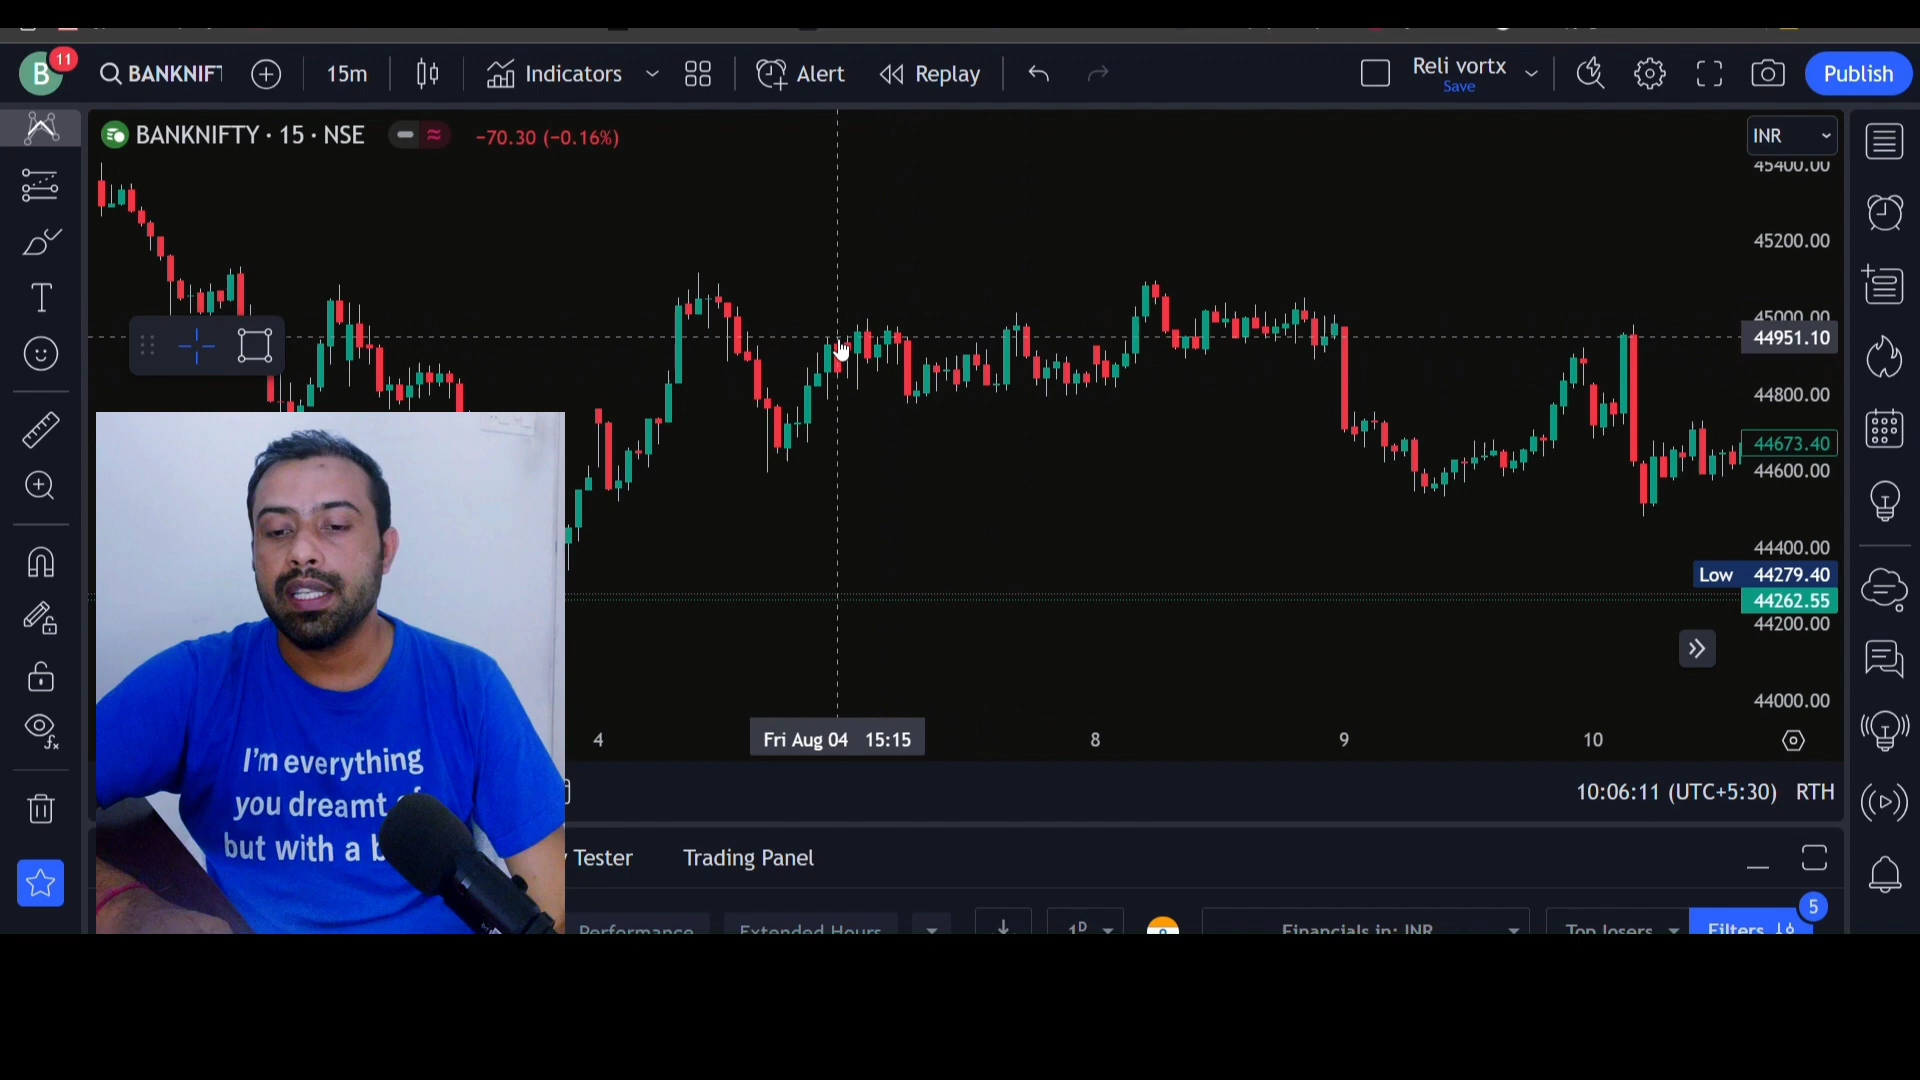 B
11
BANKNIF
15m
Indicators
Alert
Replay
Reli vortx
Save
Publish
BANKNIFTY · 15 · NSE
−70.30 (−0.16%)
INR
45400.00
45200.00
45000.00
44951.10
44800.00
44673.40
44600.00
44400.00
Low 44279.40
44262.55
44200.00
44000.00
4
Fri Aug 04 15:15
8
9
10
10:06:11 (UTC+5:30) RTH
Tester
Trading Panel
I'm everything
you dreamt
but with a b
5
Performance
Extended Hours
1D
Financials in: INR
Top losers
Filters